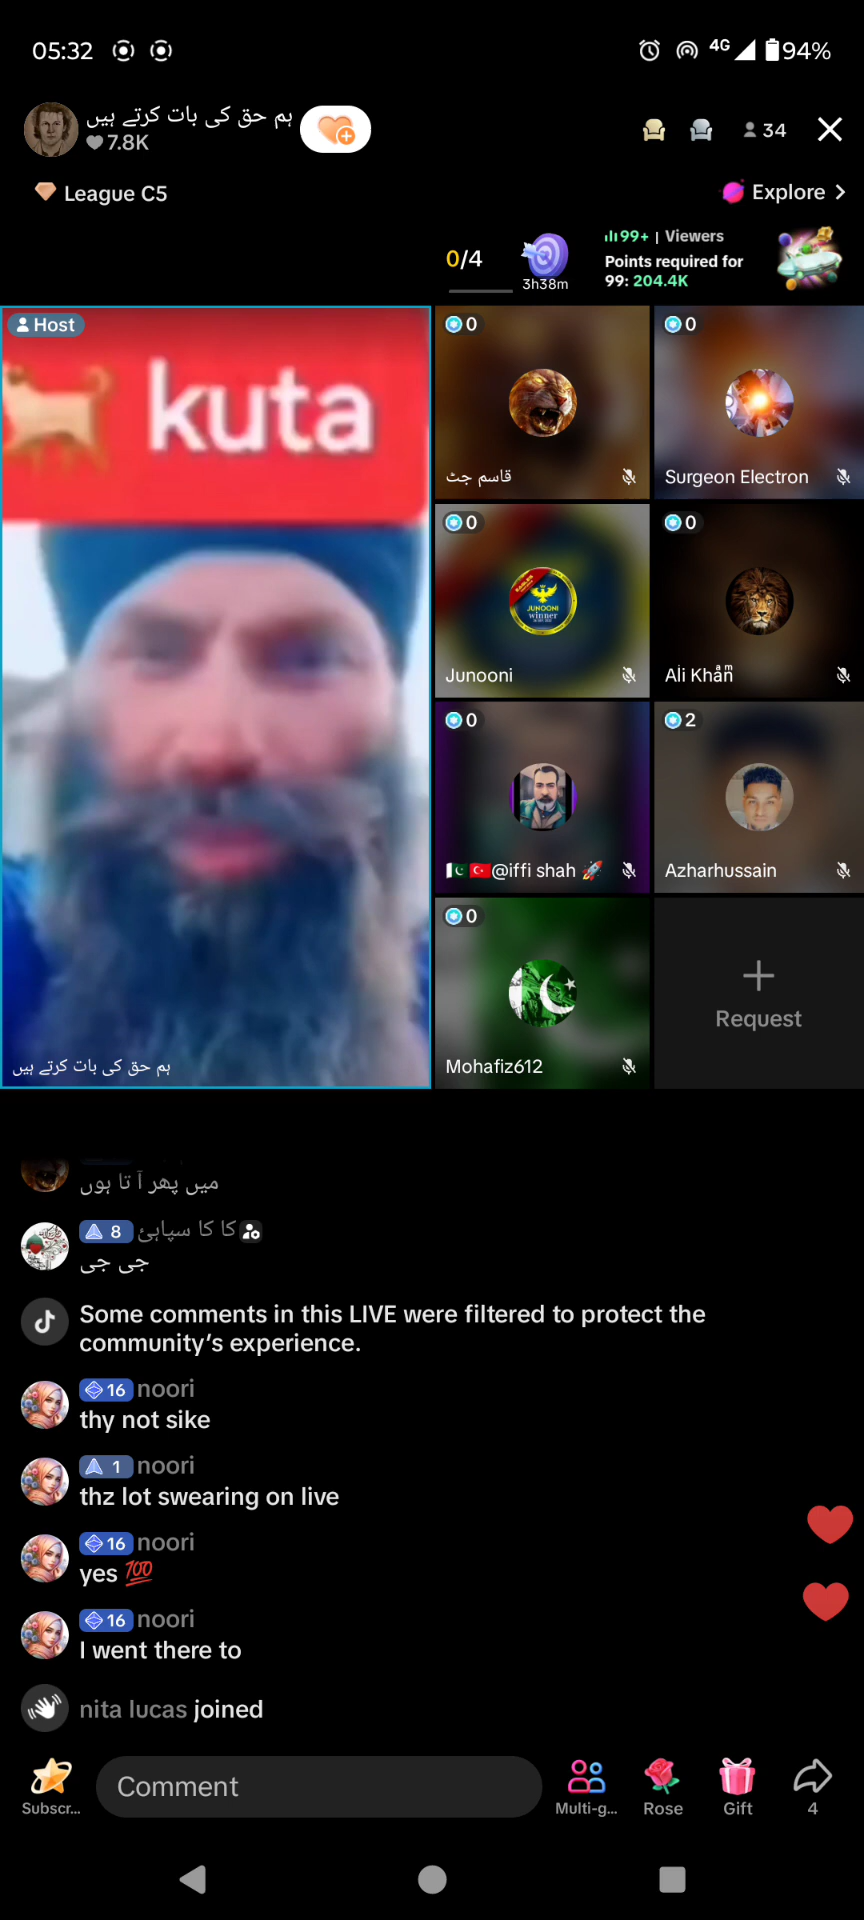 05:32
4G
94%
ہم حق کی بات کرتے ہیں
7.8K
34
League C5
Explore
0/4
3h38m
99+ | Viewers
Points required for
99: 204.4K
Host
kuta
ہم حق کی بات کرتے ہیں
0
قاسم جٹ
0
Surgeon Electron
0
JUNOONI
winner
Junooni
0
Ali Khan
0
@iffi shah
2
Azharhussain
0
Mohafiz612
Request
میں پھر آ تا ہوں
8 کا کا سپاہئ
جی جی
Some comments in this LIVE were filtered to protect the
community’s experience.
16 noori
thy not sike
1 noori
thz lot swearing on live
16 noori
yes 💯
16 noori
I went there to
nita lucas joined
Subscr...
Comment
Multi-g...
Rose
Gift
4